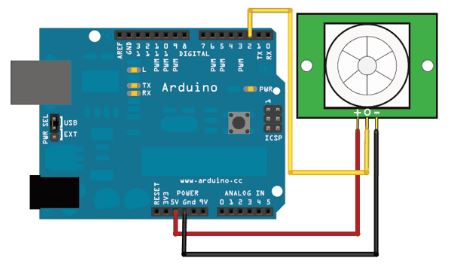 AREF
GND
13
12
11
10
9
8
7
6
5
4
3
2
1
0
PWM
PWM
PWM
PWM
PWM
PWM
TX
RX
DIGITAL
L
TX
RX
Arduino
PWR
1
ICSP
PWR SEL
USB
EXT
www.arduino.cc
POWER
ANALOG IN
RESET
3V3
5V
Gnd
9V
0 1 2 3 4 5
+ O -